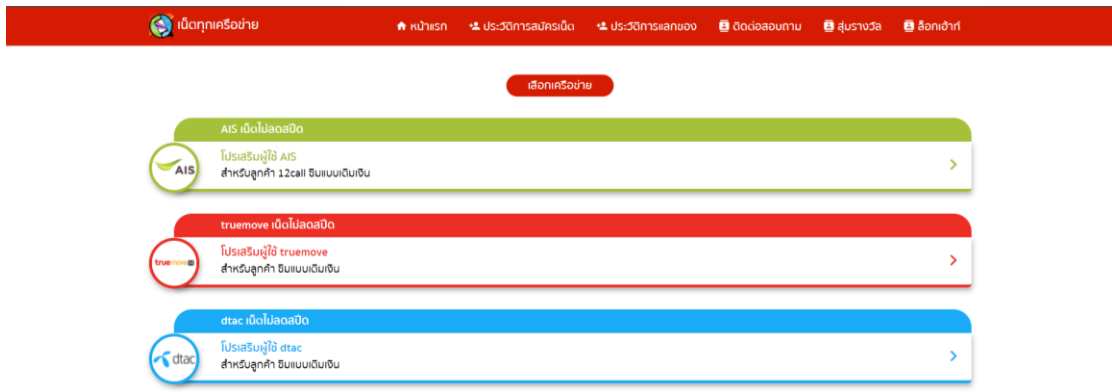 เน็ตทุกเครือข่าย หน้าแรก ประวัติการสมัครเน็ต ประวัติการแลกของ ติดต่อสอบถาม สุ่มรางวัล ล็อกเอ้าท์
เลือกเครือข่าย
AIS เน็ตไม่ลดสปีด
โปรเสริมผู้ใช้ AIS
AIS
สำหรับลูกค้า 12call ซิมแบบเติมเงิน
truemove เน็ตไม่ลดสปีด
โปรเสริมผู้ใช้ truemove
truemove
สำหรับลูกค้า ซิมแบบเติมเงิน
dtac เน็ตไม่ลดสปีด
โปรเสริมผู้ใช้ dtac
dtac
สำหรับลูกค้า ซิมแบบเติมเงิน